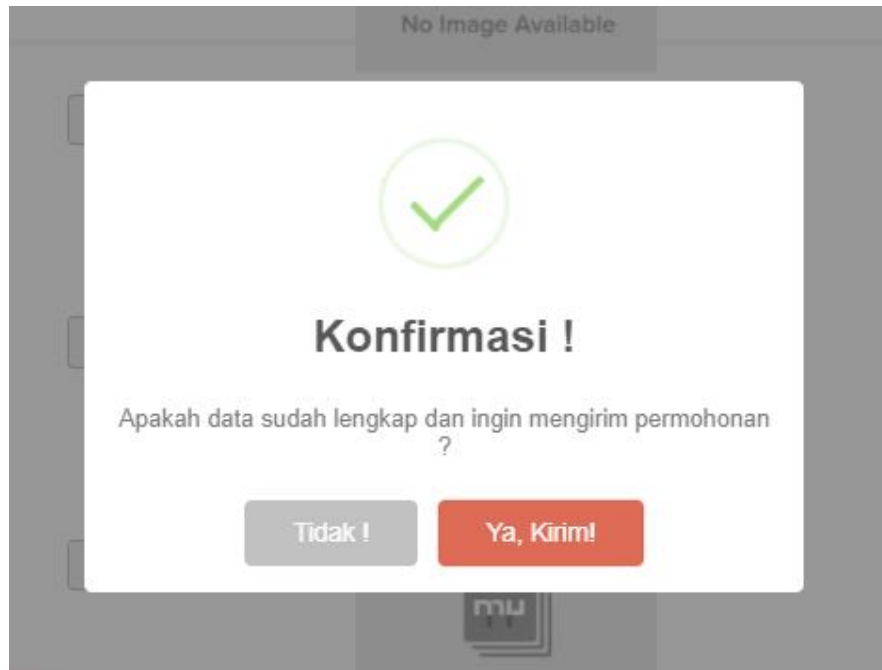 No Image Available
Konfirmasi !
Apakah data sudah lengkap dan ingin mengirim permohonan
?
Tidak !
Ya, Kirim!